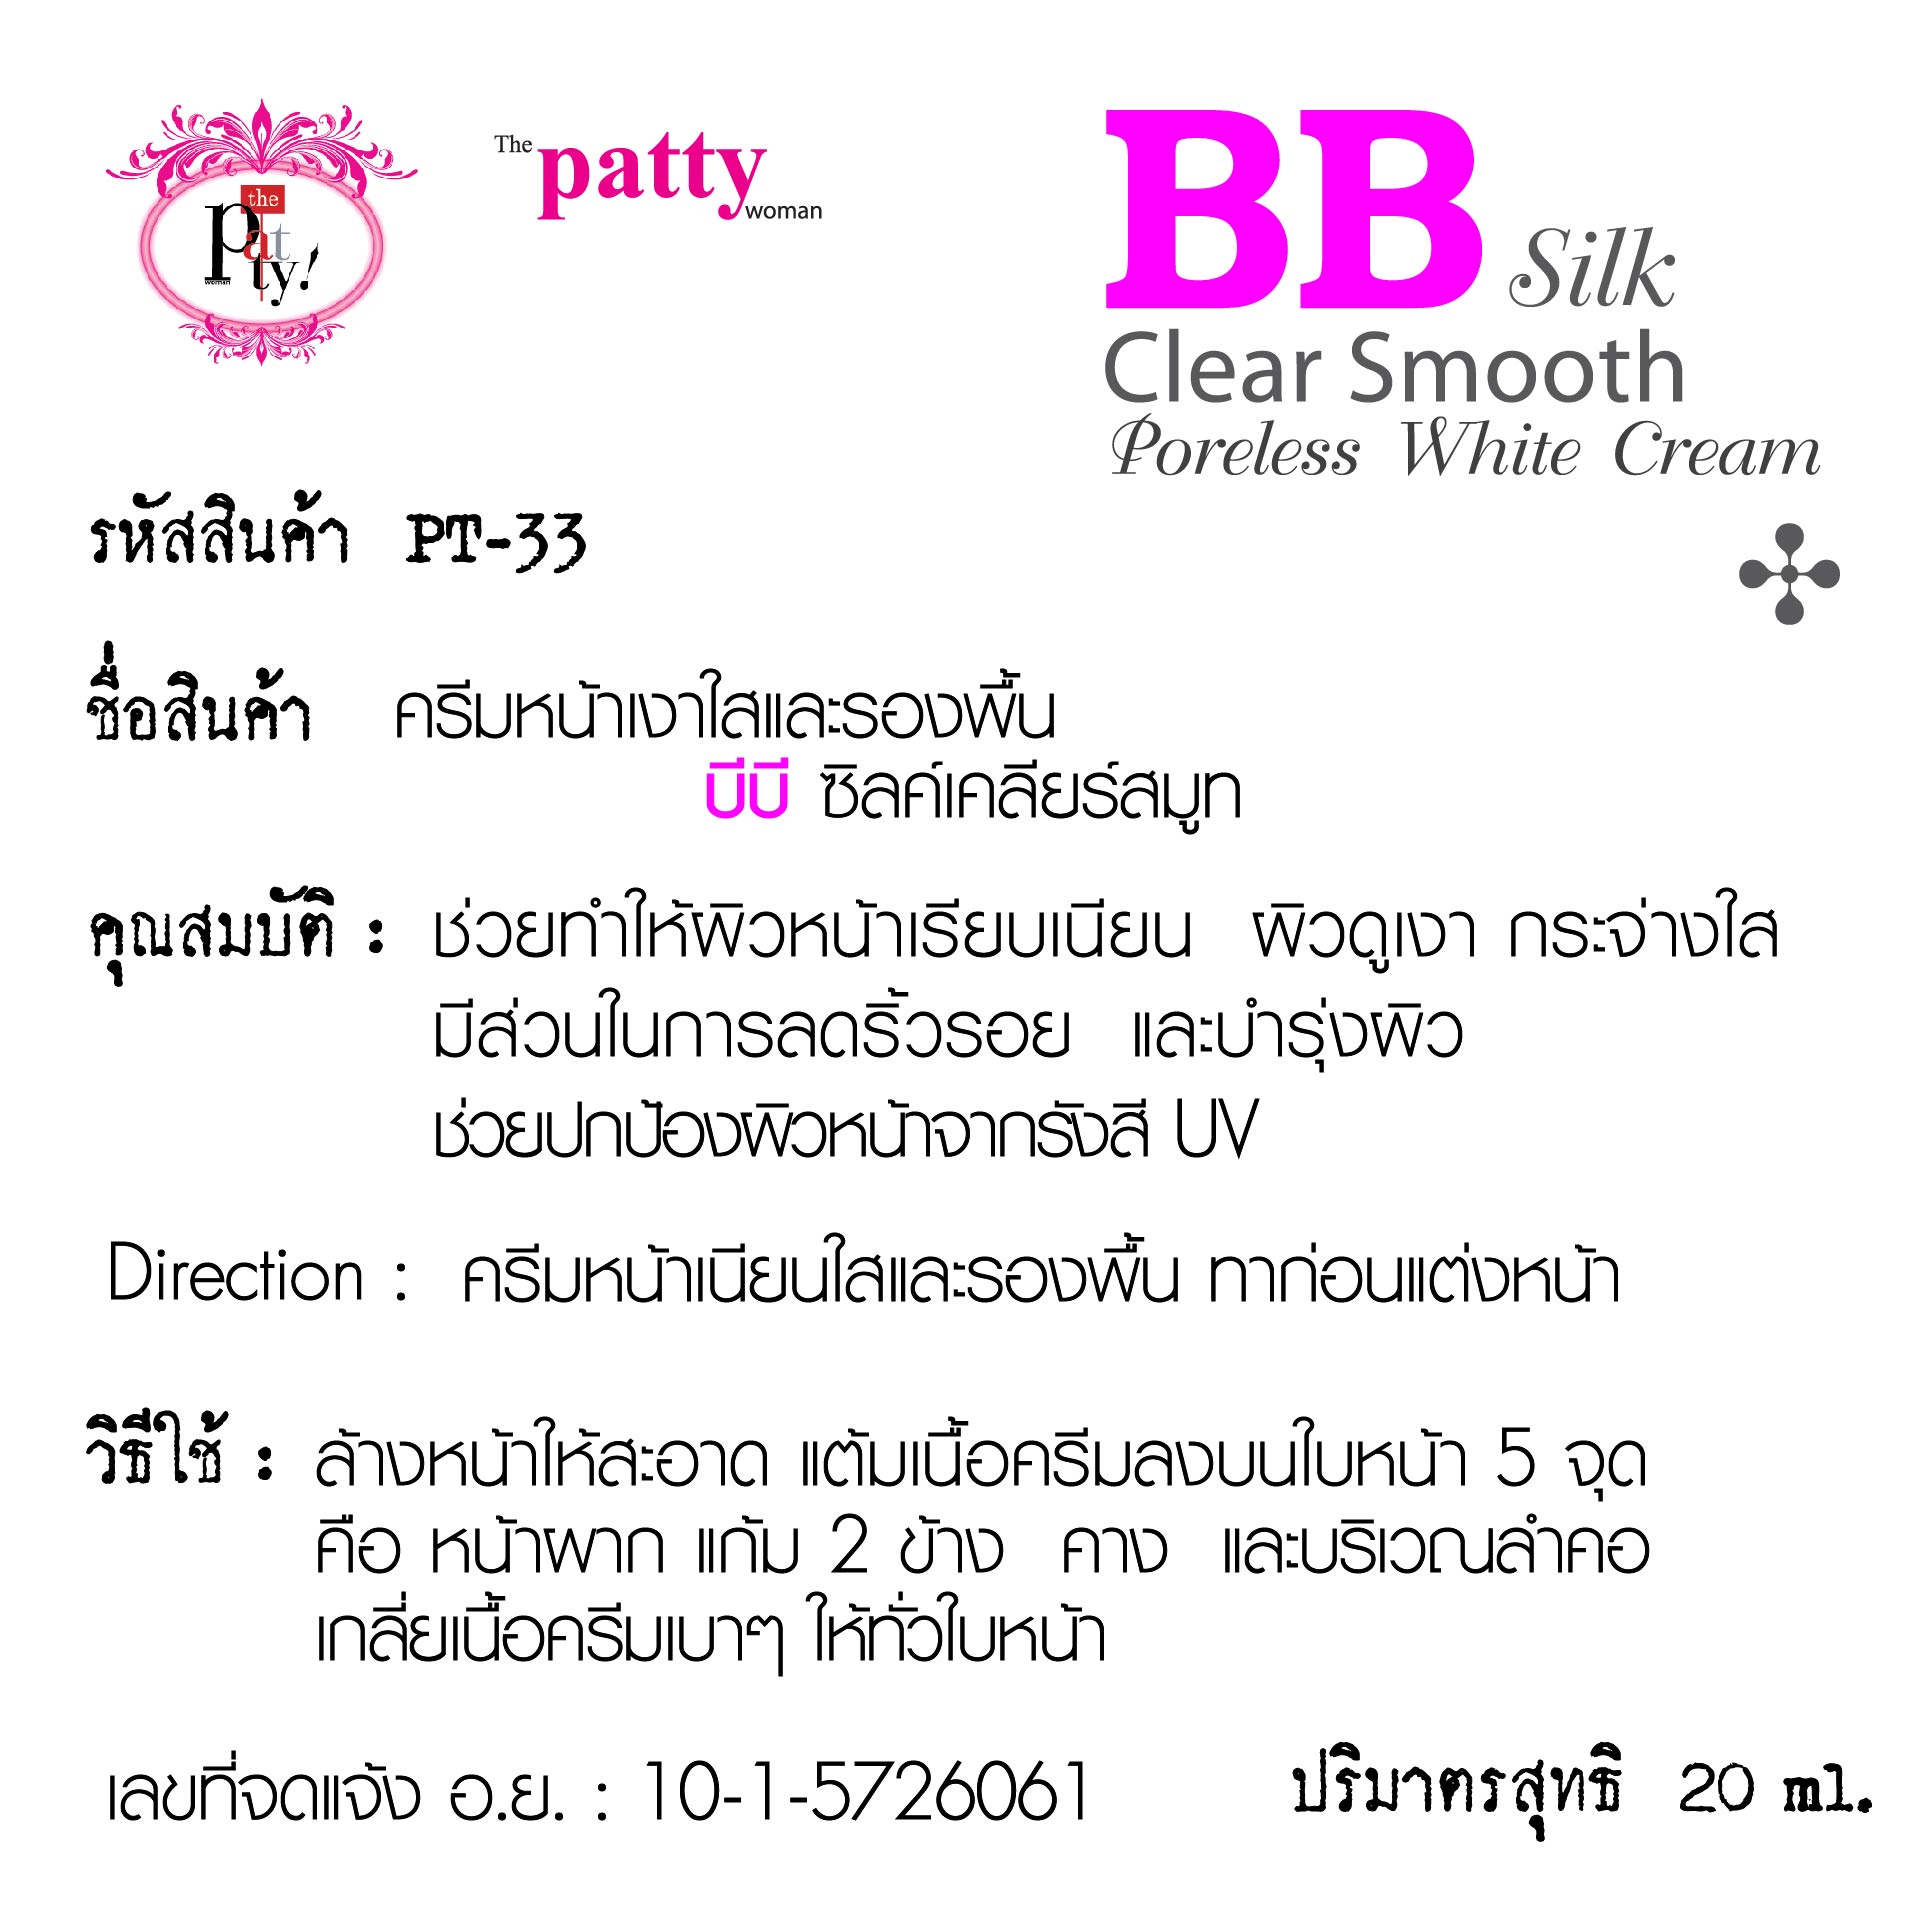 the
patty!
woman
The patty woman
BB Silk
Clear Smooth
Poreless White Cream
รหัสสินค้า PT-33
ชื่อสินค้า ครีมหน้าเงาใสและรองพื้น
บีบี ซิลค์เคลียร์สมูท
คุณสมบัติ : ช่วยทำให้ผิวหน้าเรียบเนียน ผิวดูเงา กระจ่างใส
มีส่วนในการลดริ้วรอย และบำรุ่งผิว
ช่วยปกป้องผิวหน้าจากรังสี UV
Direction : ครีมหน้าเนียนใสและรองพื้น ทาก่อนแต่งหน้า
วิธีใช้ : ล้างหน้าให้สะอาด แต้มเนื้อครีมลงบนใบหน้า 5 จุด
คือ หน้าผาก แก้ม 2 ข้าง คาง และบริเวณลำคอ
เกลี่ยเนื้อครีมเบาๆ ให้ทั่วใบหน้า
เลขที่จดแจ้ง อ.ย. : 10-1-5726061 ปริมาตรสุทธิ 20 ml.